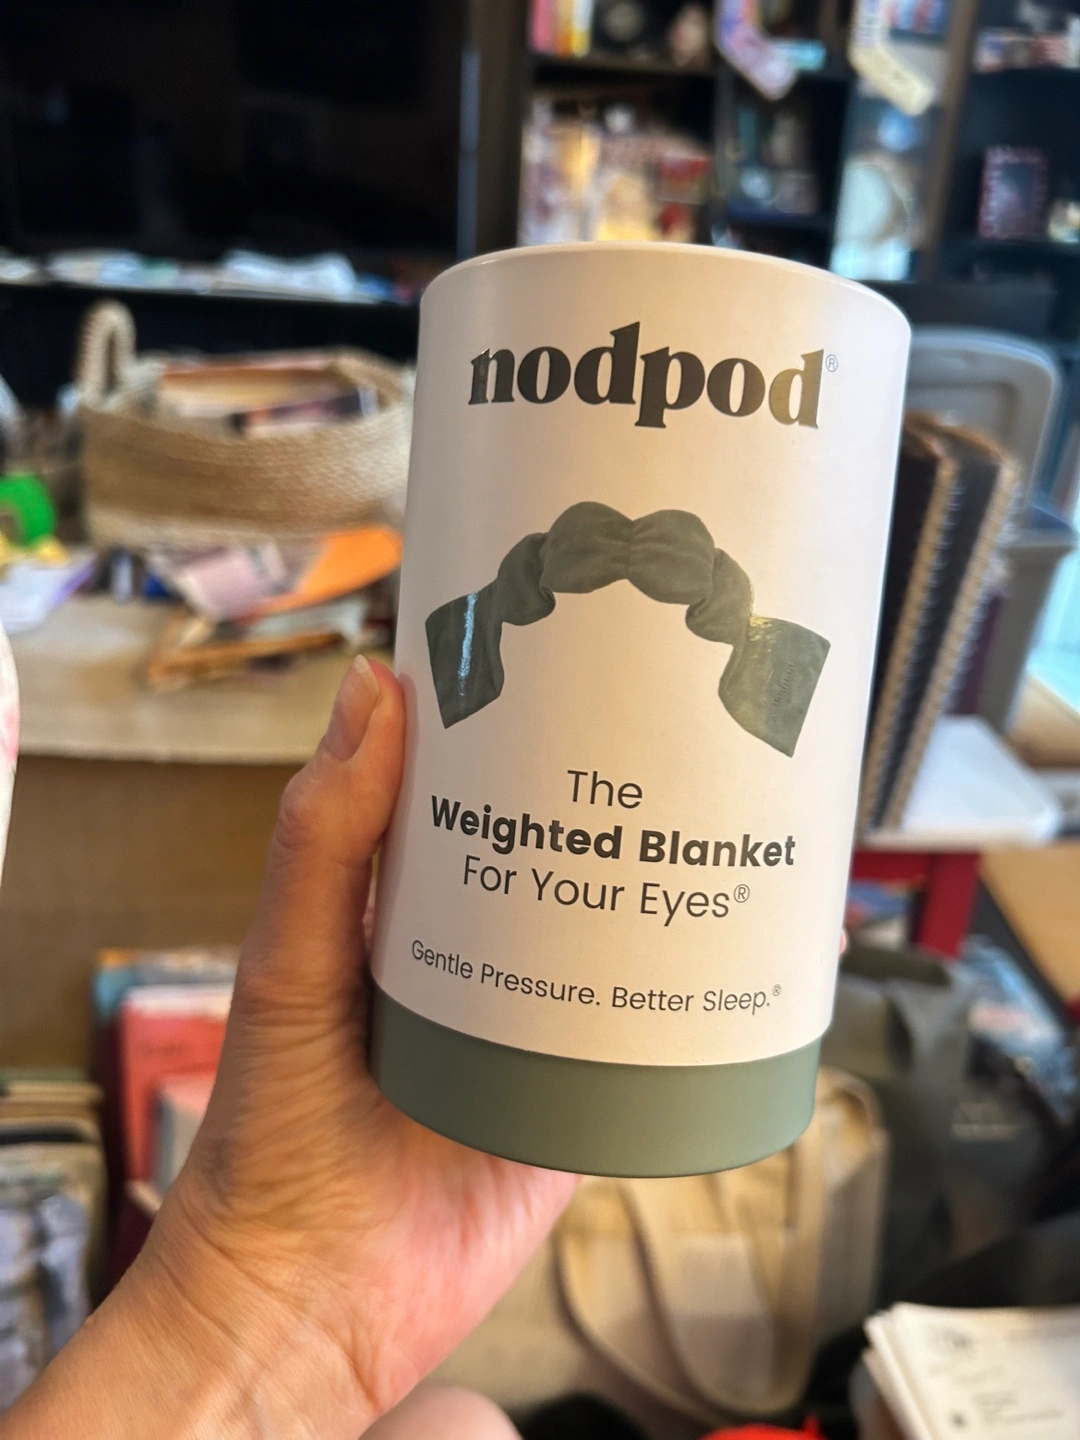 nodpod®
The
Weighted Blanket
For Your Eyes®
Gentle Pressure. Better Sleep.®